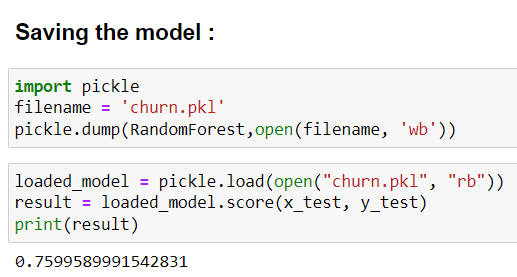 Saving the model :
import pickle
filename = 'churn.pkl'
pickle.dump(RandomForest,open(filename, 'wb'))
loaded_model = pickle.load(open("churn.pkl", "rb"))
result = loaded_model.score(x_test, y_test)
print(result)
0.7599589991542831